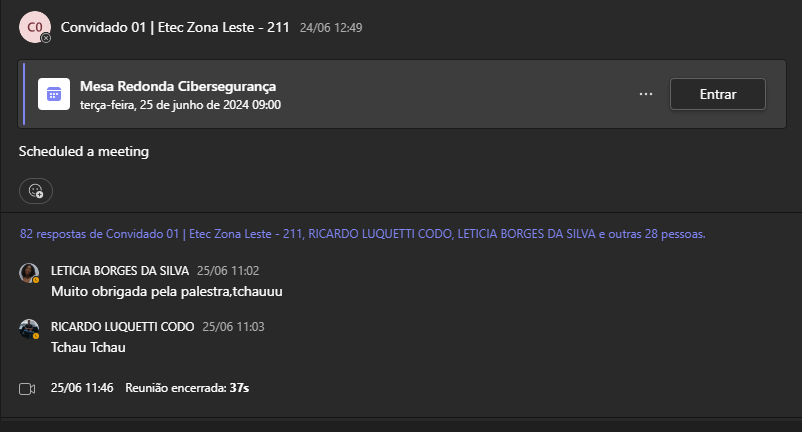 C0
Convidado 01 | Etec Zona Leste - 211 24/06 12:49
Mesa Redonda Cibersegurança
terça-feira, 25 de junho de 2024 09:00
Entrar
Scheduled a meeting
82 respostas de Convidado 01 | Etec Zona Leste - 211, RICARDO LUQUETTI CODO, LETICIA BORGES DA SILVA e outras 28 pessoas.
LETICIA BORGES DA SILVA 25/06 11:02
Muito obrigada pela palestra,tchauuu
RICARDO LUQUETTI CODO 25/06 11:03
Tchau Tchau
25/06 11:46 Reunião encerrada: 37s